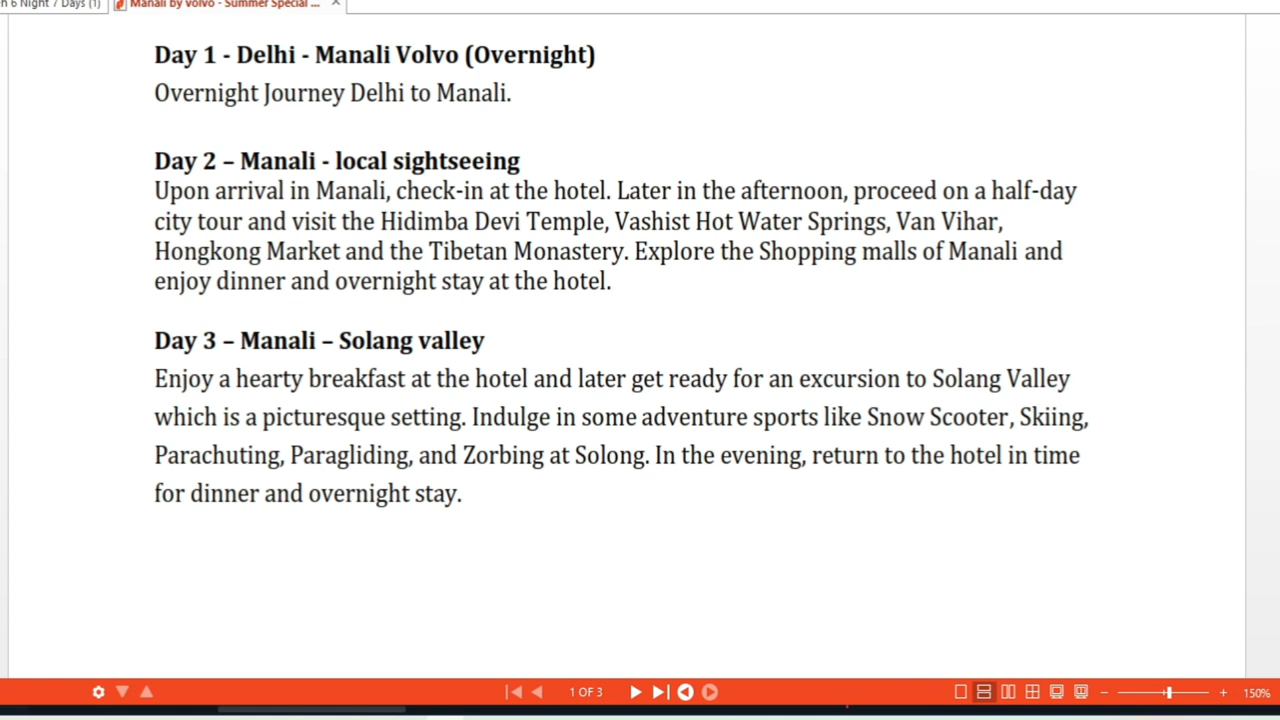 6 Night 7 Days (1)
Manali by volvo - Summer Special ...
Day 1 - Delhi - Manali Volvo (Overnight)
Overnight Journey Delhi to Manali.
Day 2 – Manali - local sightseeing
Upon arrival in Manali, check-in at the hotel. Later in the afternoon, proceed on a half-day
city tour and visit the Hidimba Devi Temple, Vashist Hot Water Springs, Van Vihar,
Hongkong Market and the Tibetan Monastery. Explore the Shopping malls of Manali and
enjoy dinner and overnight stay at the hotel.
Day 3 – Manali – Solang valley
Enjoy a hearty breakfast at the hotel and later get ready for an excursion to Solang Valley
which is a picturesque setting. Indulge in some adventure sports like Snow Scooter, Skiing,
Parachuting, Paragliding, and Zorbing at Solong. In the evening, return to the hotel in time
for dinner and overnight stay.
1 OF 3
150%